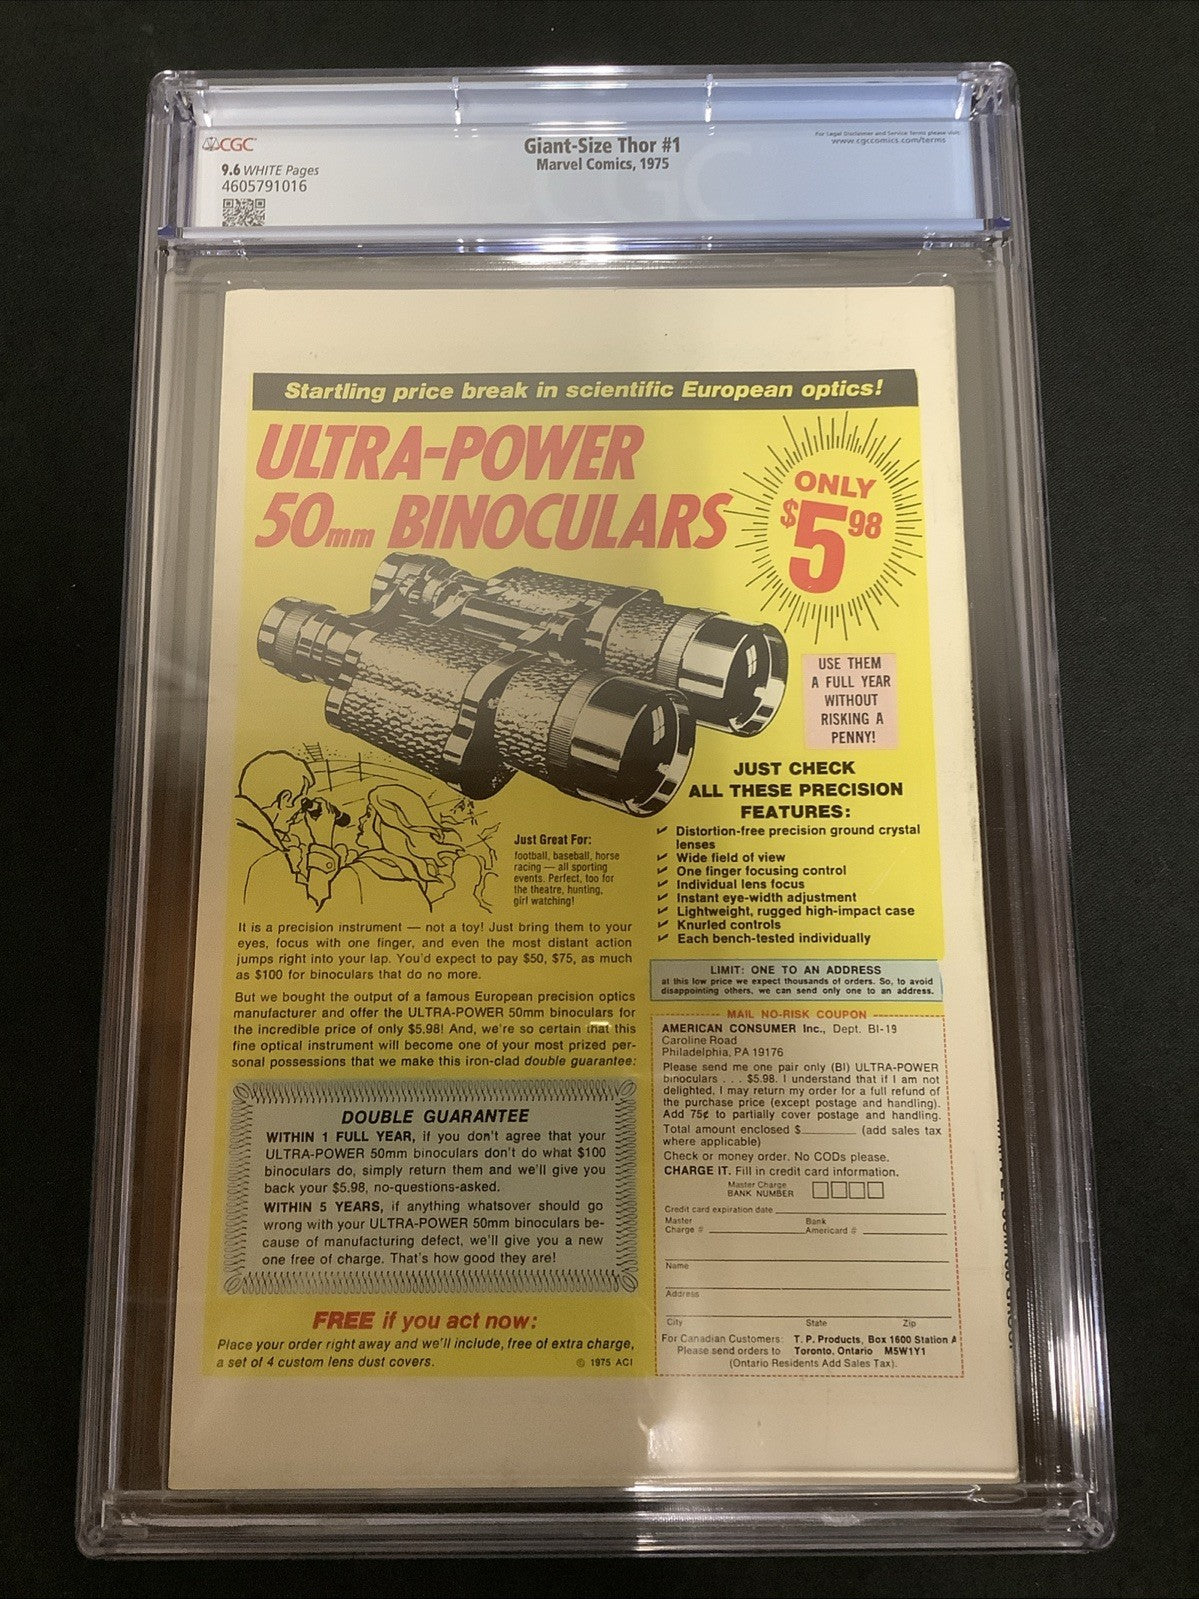 CGC
Giant-Size Thor #1
Marvel Comics, 1975
For Legal Disclaimer and Service Terms please visit
www.cgccomics.com/terms
9.6 WHITE Pages
4605791016
Startling price break in scientific European optics!
ULTRA-POWER
50mm BINOCULARS
ONLY
$5.98
USE THEM
A FULL YEAR
WITHOUT
RISKING A
PENNY!
JUST CHECK
ALL THESE PRECISION
FEATURES:
Distortion-free precision ground crystal
lenses
Wide field of view
One finger focusing control
Individual lens focus
Instant eye-width adjustment
Lightweight, rugged high-impact case
Knurled controls
Each bench-tested individually
Just Great For:
football, baseball, horse
racing — all sporting
events. Perfect, too for
the theatre, hunting,
girl watching!
It is a precision instrument — not a toy! Just bring them to your
eyes, focus with one finger, and even the most distant action
jumps right into your lap. You'd expect to pay $50, $75, as much
as $100 for binoculars that do no more.
But we bought the output of a famous European precision optics
manufacturer and offer the ULTRA-POWER 50mm binoculars for
the incredible price of only $5.98! And, we're so certain that this
fine optical instrument will become one of your most prized per-
sonal possessions that we make this iron-clad double guarantee:
DOUBLE GUARANTEE
WITHIN 1 FULL YEAR, if you don't agree that your
ULTRA-POWER 50mm binoculars don't do what $100
binoculars do, simply return them and we'll give you
back your $5.98, no-questions-asked.
WITHIN 5 YEARS, if anything whatsoever should go
wrong with your ULTRA-POWER 50mm binoculars be-
cause of manufacturing defect, we'll give you a new
one free of charge. That's how good they are!
FREE if you act now:
Place your order right away and we'll include, free of extra charge,
a set of 4 custom lens dust covers.
© 1975 ACI
LIMIT: ONE TO AN ADDRESS
at this low price we expect thousands of orders. So, to avoid
disappointing others, we can send only one to an address.
MAIL NO-RISK COUPON
AMERICAN CONSUMER Inc., Dept. BI-19
Caroline Road
Philadelphia, PA 19176
Please send me one pair only (BI) ULTRA-POWER
binoculars . . . $5.98. I understand that if I am not
delighted, I may return my order for a full refund of
the purchase price (except postage and handling).
Add 75¢ to partially cover postage and handling.
Total amount enclosed $________ (add sales tax
where applicable)
Check or money order. No CODs please.
CHARGE IT. Fill in credit card information.
Master Charge
BANK NUMBER
Credit card expiration date
Master
Charge #
Bank
Americard #
Name
Address
City State Zip
For Canadian Customers: T. P. Products, Box 1600 Station A
Please send orders to Toronto, Ontario M5W1Y1
(Ontario Residents Add Sales Tax).